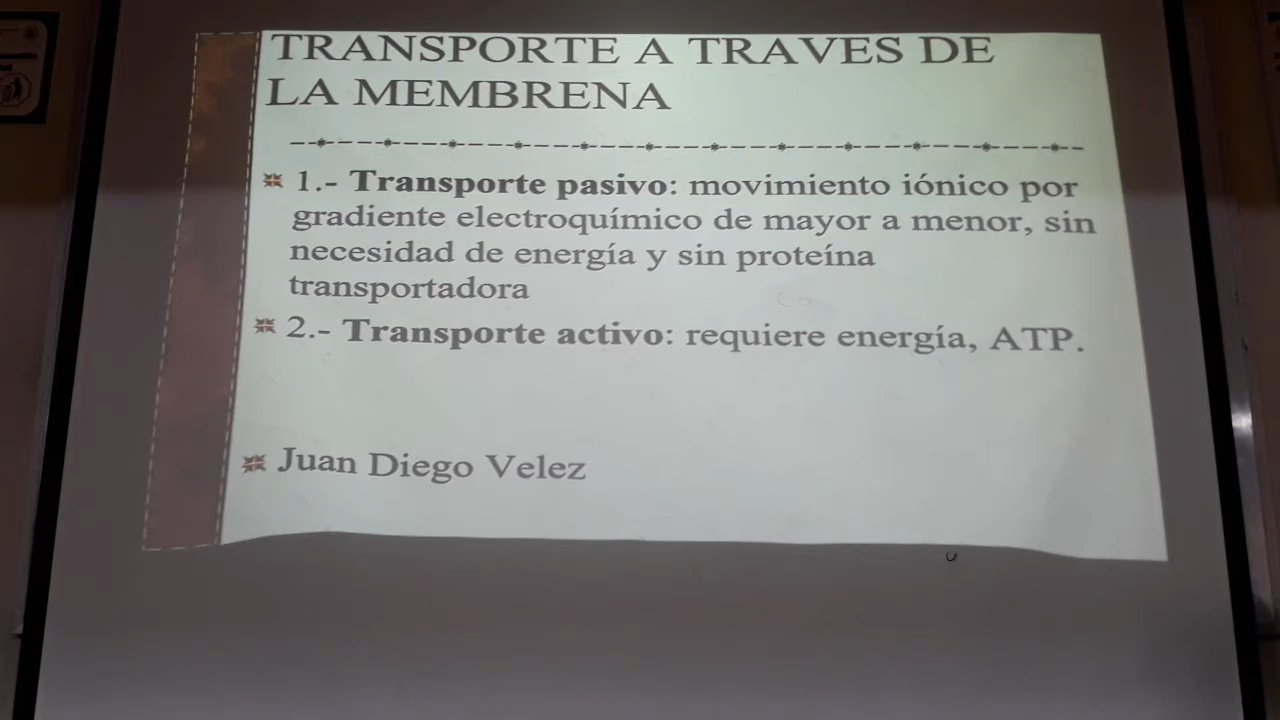 TRANSPORTE A TRAVES DE
LA MEMBRENA
1.- Transporte pasivo: movimiento iónico por
gradiente electroquímico de mayor a menor, sin
necesidad de energía y sin proteína
transportadora
2.- Transporte activo: requiere energía, ATP.
Juan Diego Velez